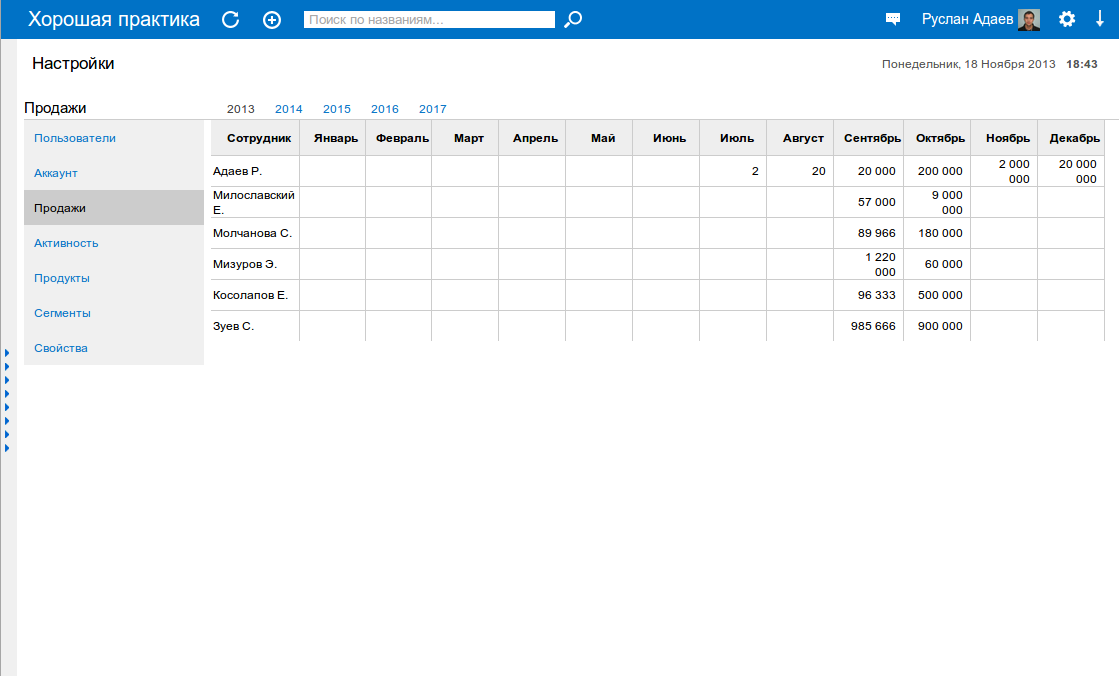 Хорошая практика Поиск по названиям... Руслан Адаев
Настройки Понедельник, 18 Ноября 2013 18:43
Продажи 2013 2014 2015 2016 2017
Пользователи
Аккаунт
Продажи
Активность
Продукты
Сегменты
Свойства
Сотрудник Январь Февраль Март Апрель Май Июнь Июль Август Сентябрь Октябрь Ноябрь Декабрь
Адаев Р. 2 20 20 000 200 000 2 000 000 20 000 000
Милославский Е. 57 000 9 000 000
Молчанова С. 89 966 180 000
Мизуров Э. 1 220 000 60 000
Косолапов Е. 96 333 500 000
Зуев С. 985 666 900 000